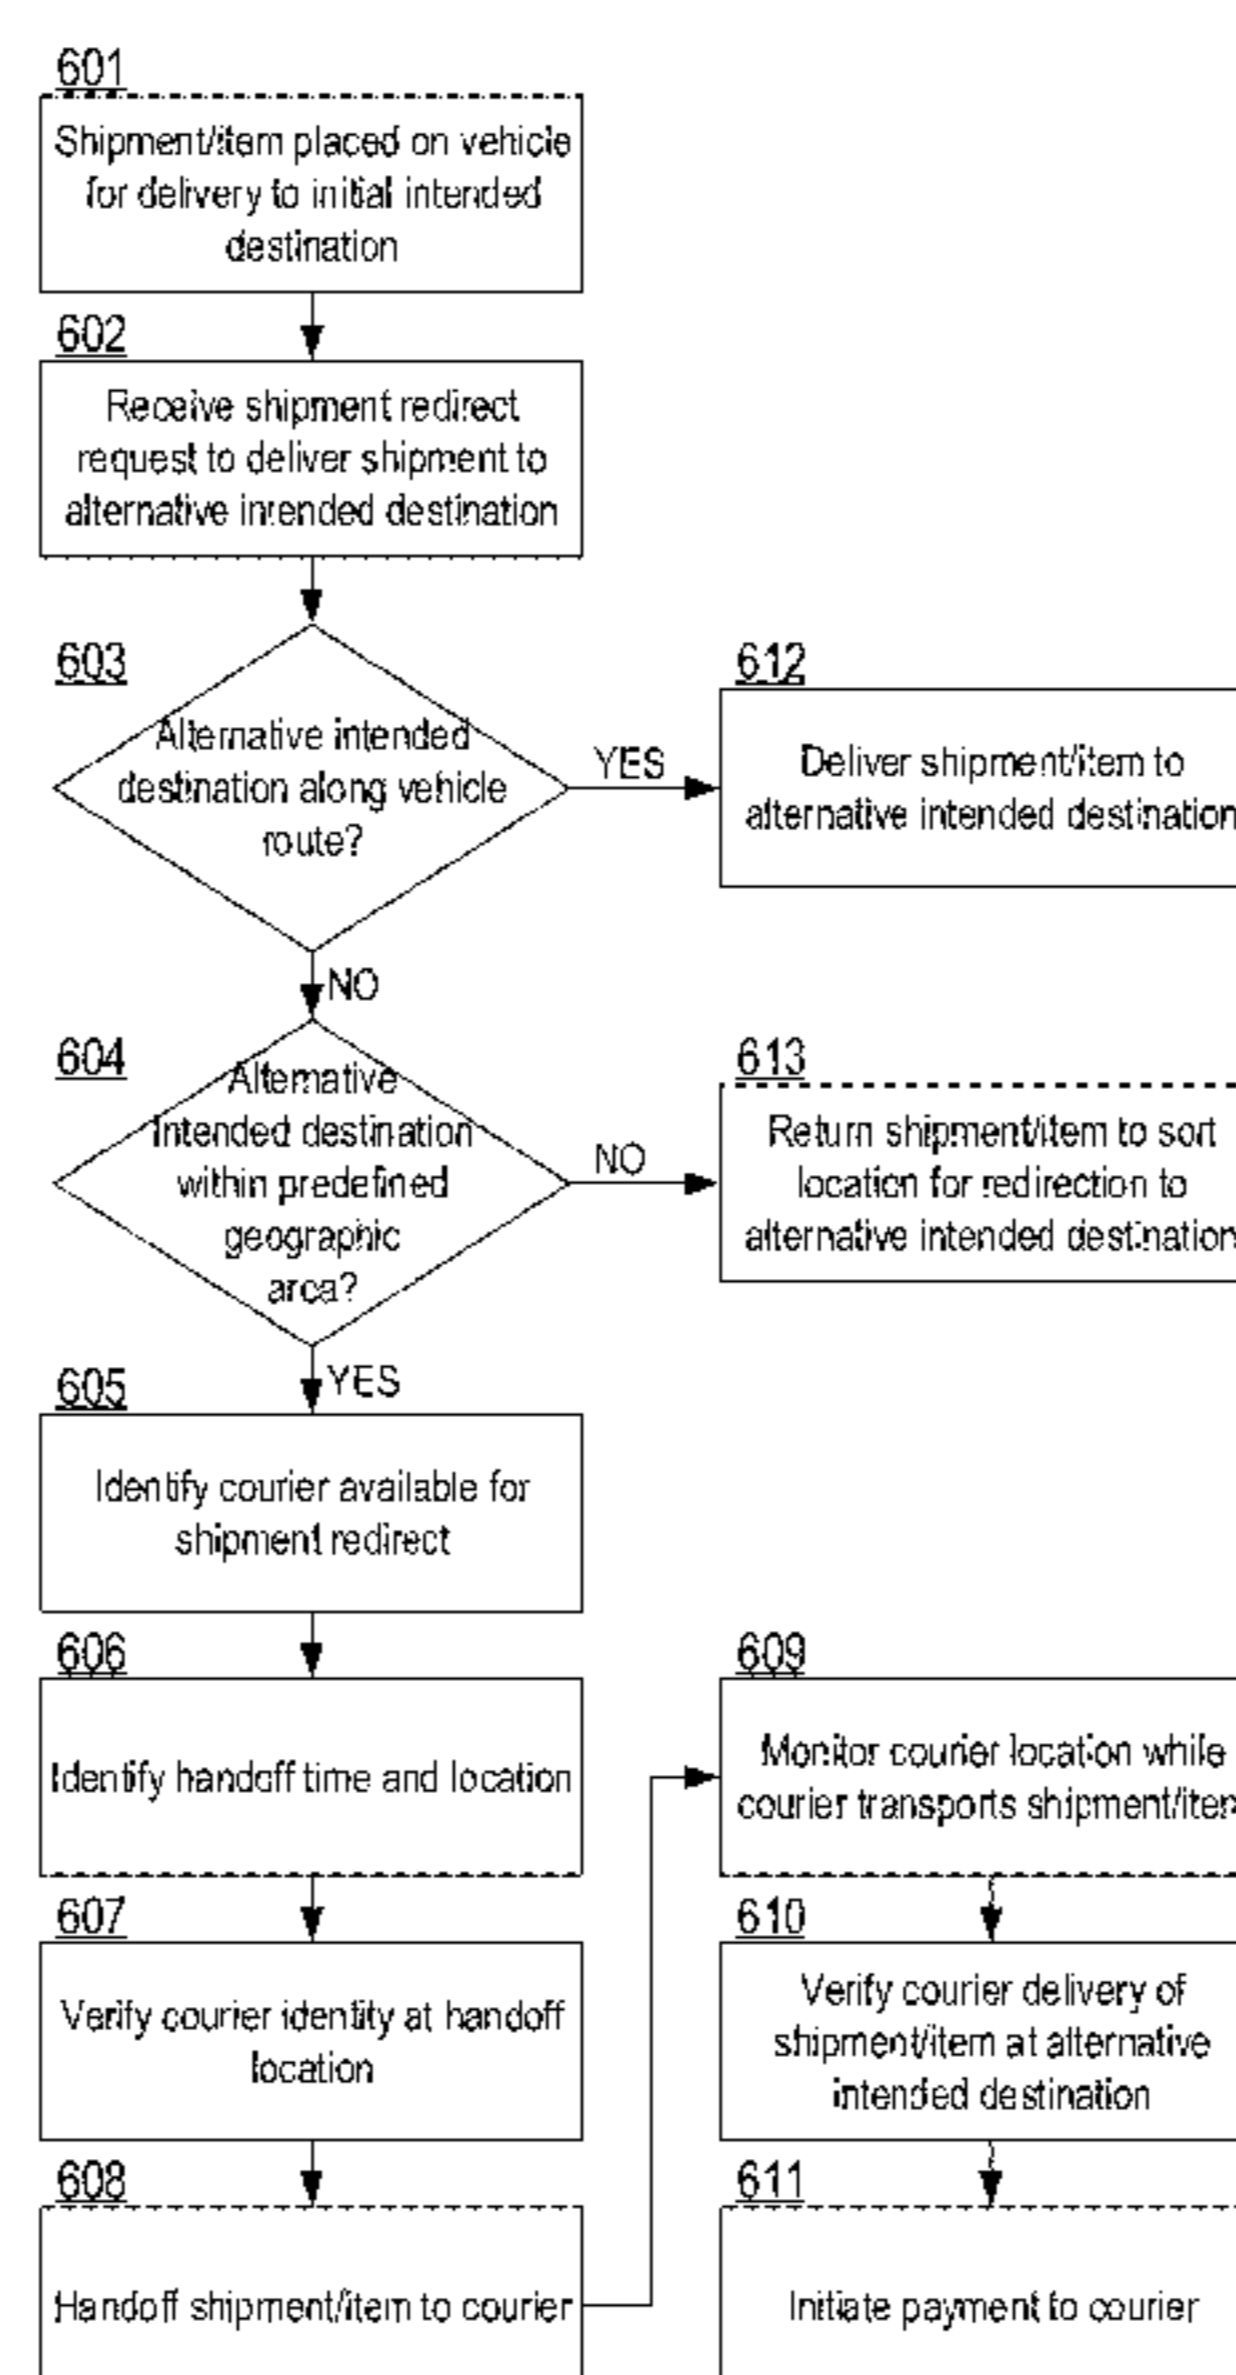 601
Shipment/item placed on vehicle
for delivery to initial intended
destination
602
Receive shipment redirect
request to deliver shipment to
alternative intended destination
603
Alternative intended
destination along vehicle
route?
YES
612
Deliver shipment/item to
alternative intended destination
NO
604
Alternative
intended destination
within predefined
geographic
area?
NO
613
Return shipment/item to sort
location for redirection to
alternative intended destination
YES
605
Identify courier available for
shipment redirect
606
Identify handoff time and location
607
Verify courier identity at handoff
location
608
Handoff shipment/item to courier
609
Monitor courier location while
courier transports shipment/item
610
Verify courier delivery of
shipment/item at alternative
intended destination
611
Initiate payment to courier